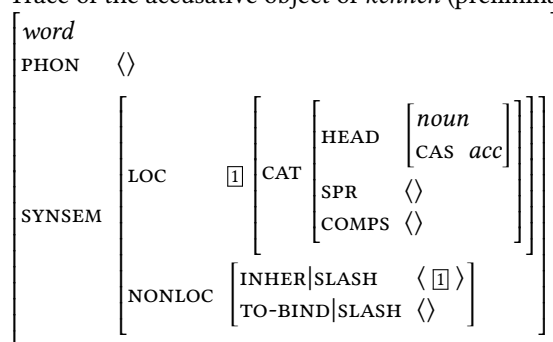 Trace of the accusative object of kennen
word
PHON ⟨⟩
noun
HEAD CAS acc
LOC 1 CAT SPR ⟨⟩
COMPS ⟨⟩
SYNSEM
NONLOC INHER|SLASH ⟨ 1 ⟩
TO-BIND|SLASH ⟨⟩